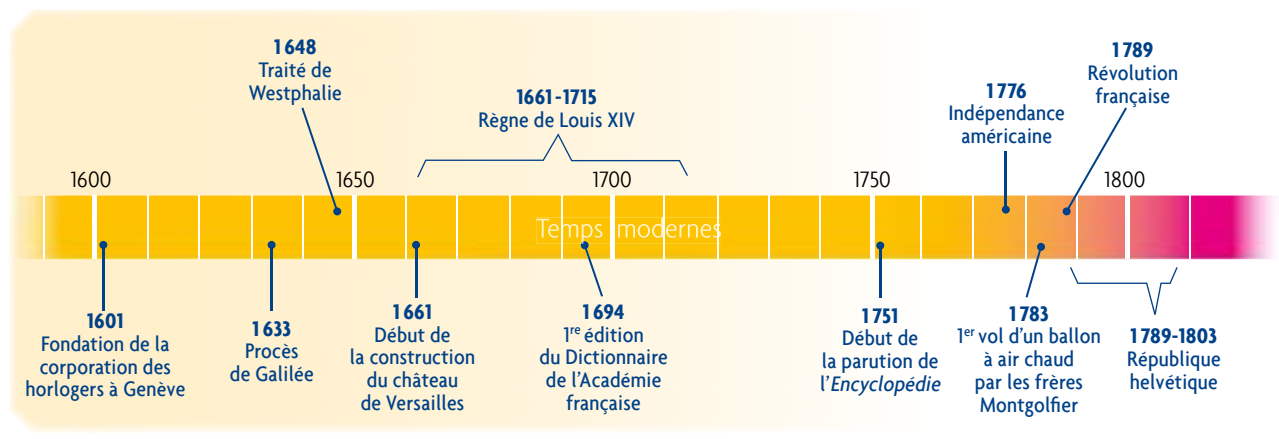 1648
Traité de
Westphalie
1661-1715
Règne de Louis XIV
1776
Indépendance
américaine
1789
Révolution
française
1600
1650
1700
1750
1800
Temps modernes
1601
Fondation de la
corporation des
horlogers à Genève
1633
Procès
de Galilée
1661
Début de
la construction
du château
de Versailles
1694
1re édition
du Dictionnaire
de l'Académie
française
1751
Début de
la parution de
l'Encyclopédie
1783
1er vol d'un ballon
à air chaud
par les frères
Montgolfier
1789-1803
République
helvétique